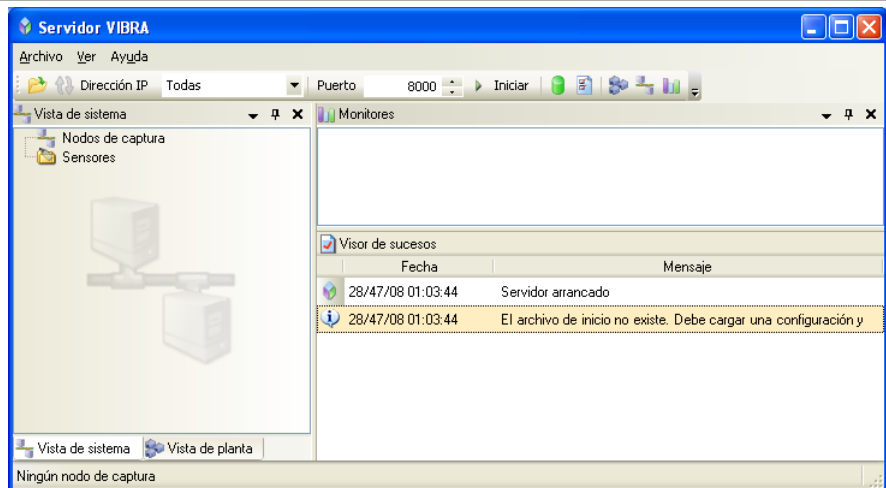 Servidor VIBRA
Archivo Ver Ayuda
Dirección IP Todas Puerto 8000 Iniciar
Vista de sistema
Nodos de captura
Sensores
Monitores
Visor de sucesos
Fecha Mensaje
28/47/08 01:03:44 Servidor arrancado
28/47/08 01:03:44 El archivo de inicio no existe. Debe cargar una configuración y
Vista de sistema Vista de planta
Ningún nodo de captura